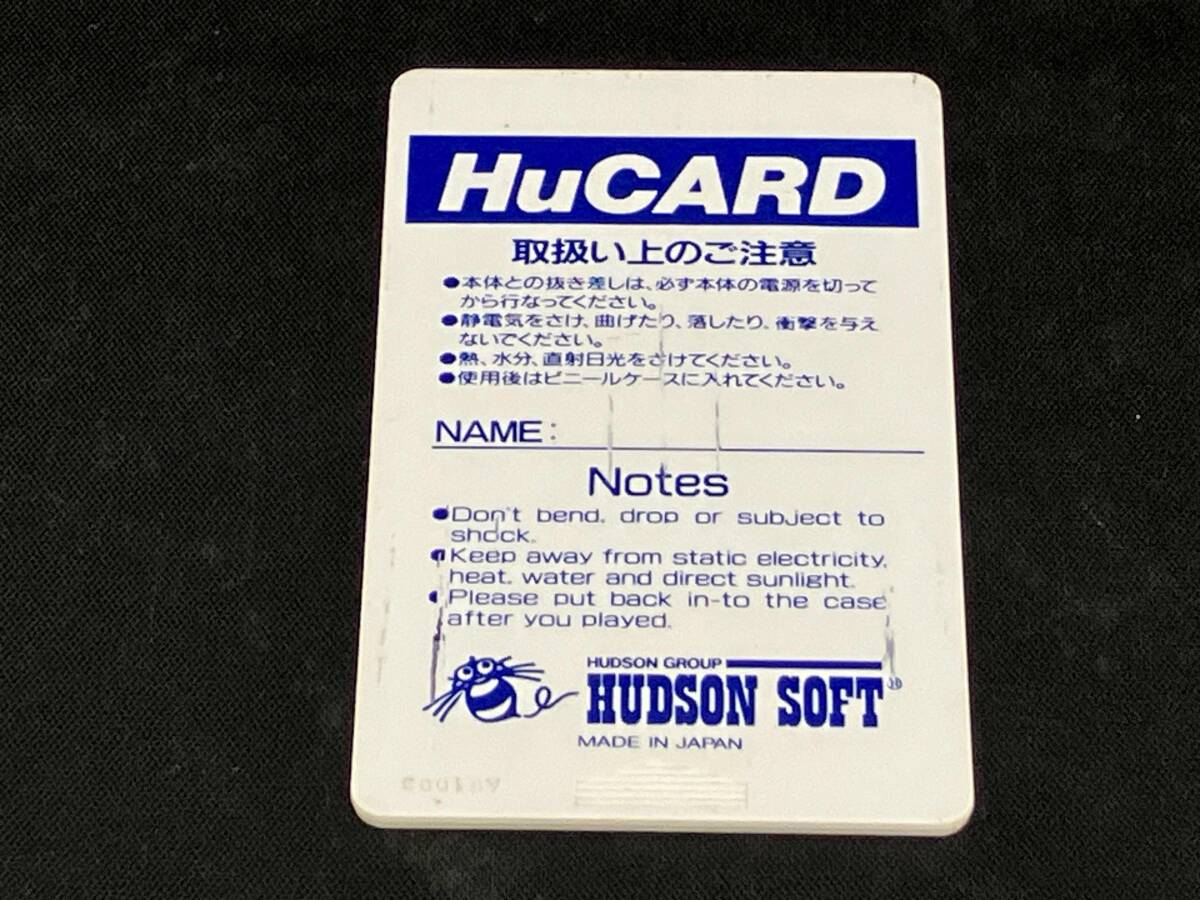 HuCARD
取扱い上のご注意
●本体との抜き差しは、必ず本体の電源を切って
から行なってください。
●静電気をさけ、曲げたり、落したり、衝撃を与え
ないでください。
●熱、水分、直射日光をさけてください。
●使用後はビニールケースに入れてください。
NAME:
Notes
●Don't bend, drop or subject to
shock.
●Keep away from static electricity,
heat, water and direct sunlight.
●Please put back in-to the case
after you played.
HUDSON GROUP
HUDSON SOFT®
MADE IN JAPAN